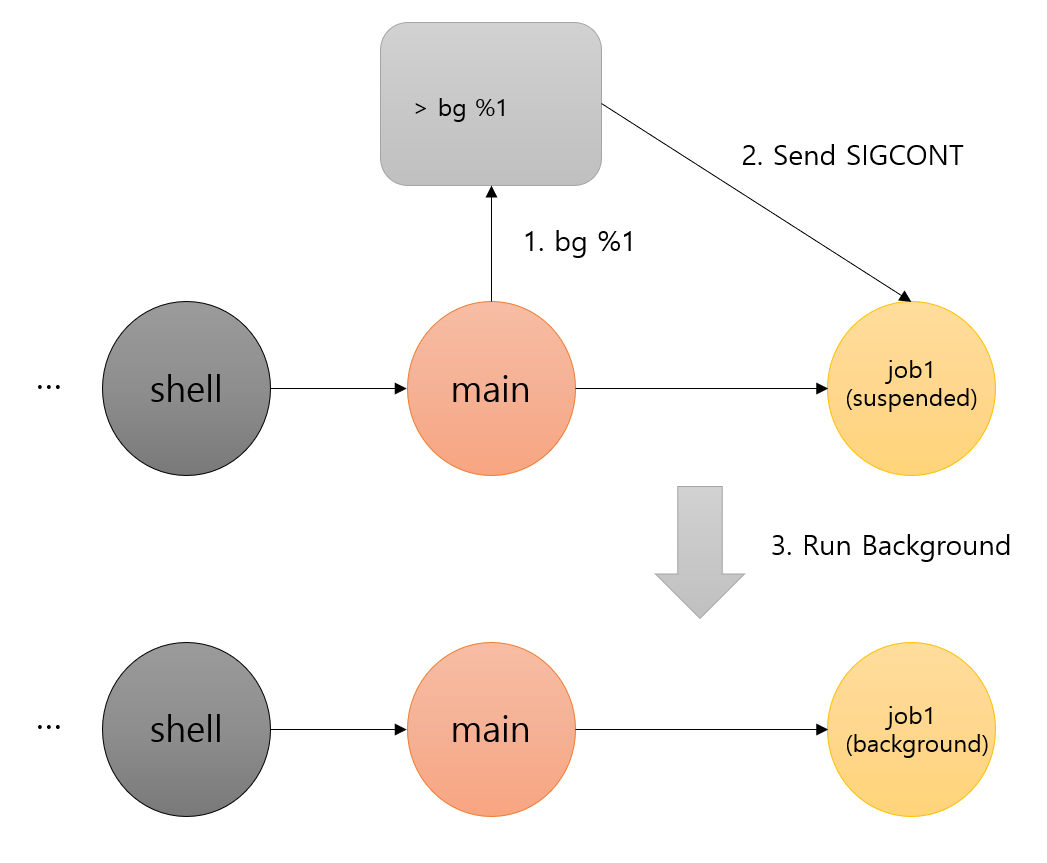 > bg %1
2. Send SIGCONT
1. bg %1
...
shell
main
job1
(suspended)
3. Run Background
...
shell
main
job1
(background)